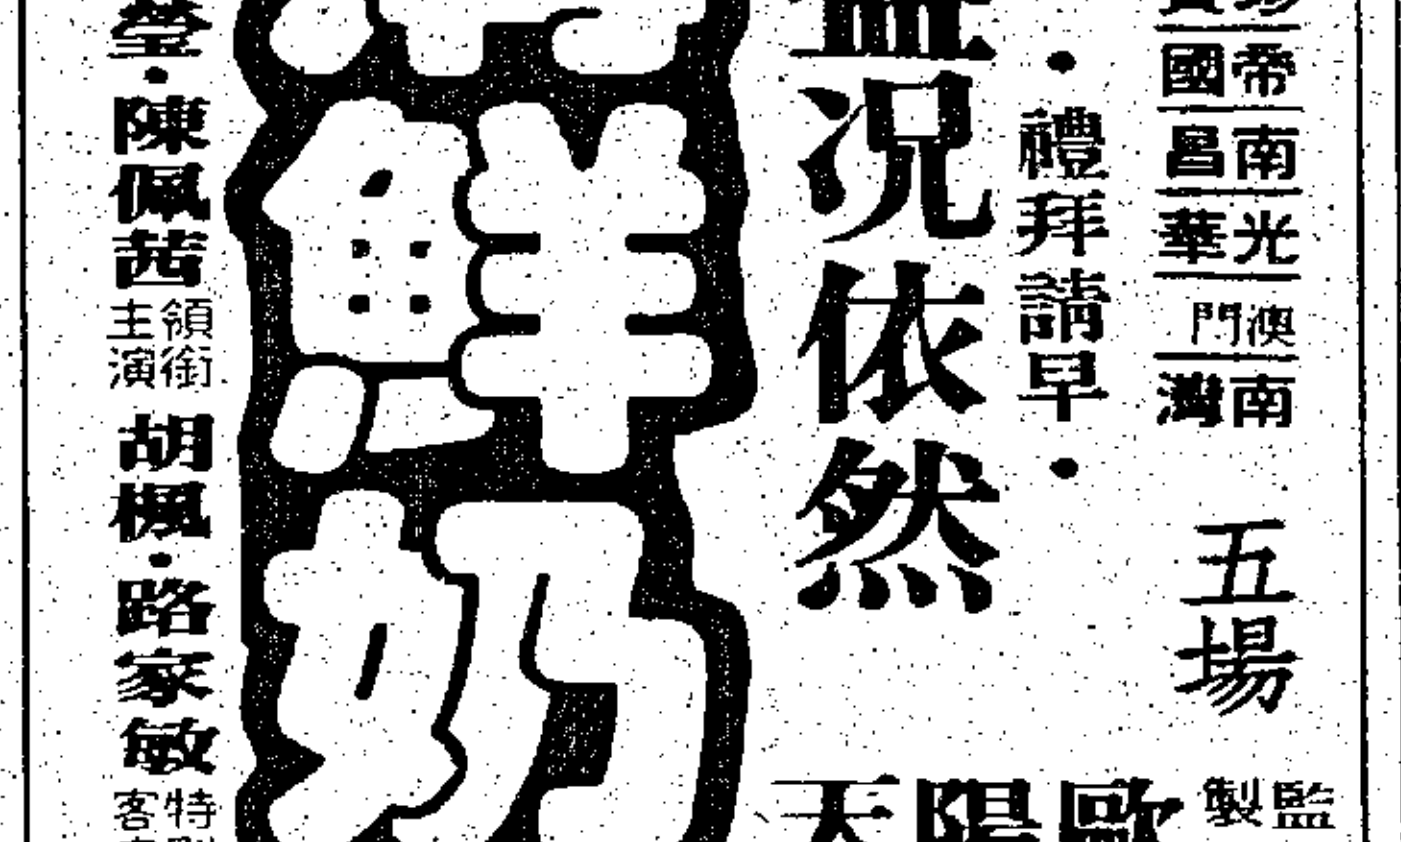 帝國
南昌
光華
澳門
南灣
五場
監製
歐陽天
•禮拜請早•
盛況依然
鮮奶
瑩•陳佩茜
領銜
主演
胡楓•路家敏
特
客